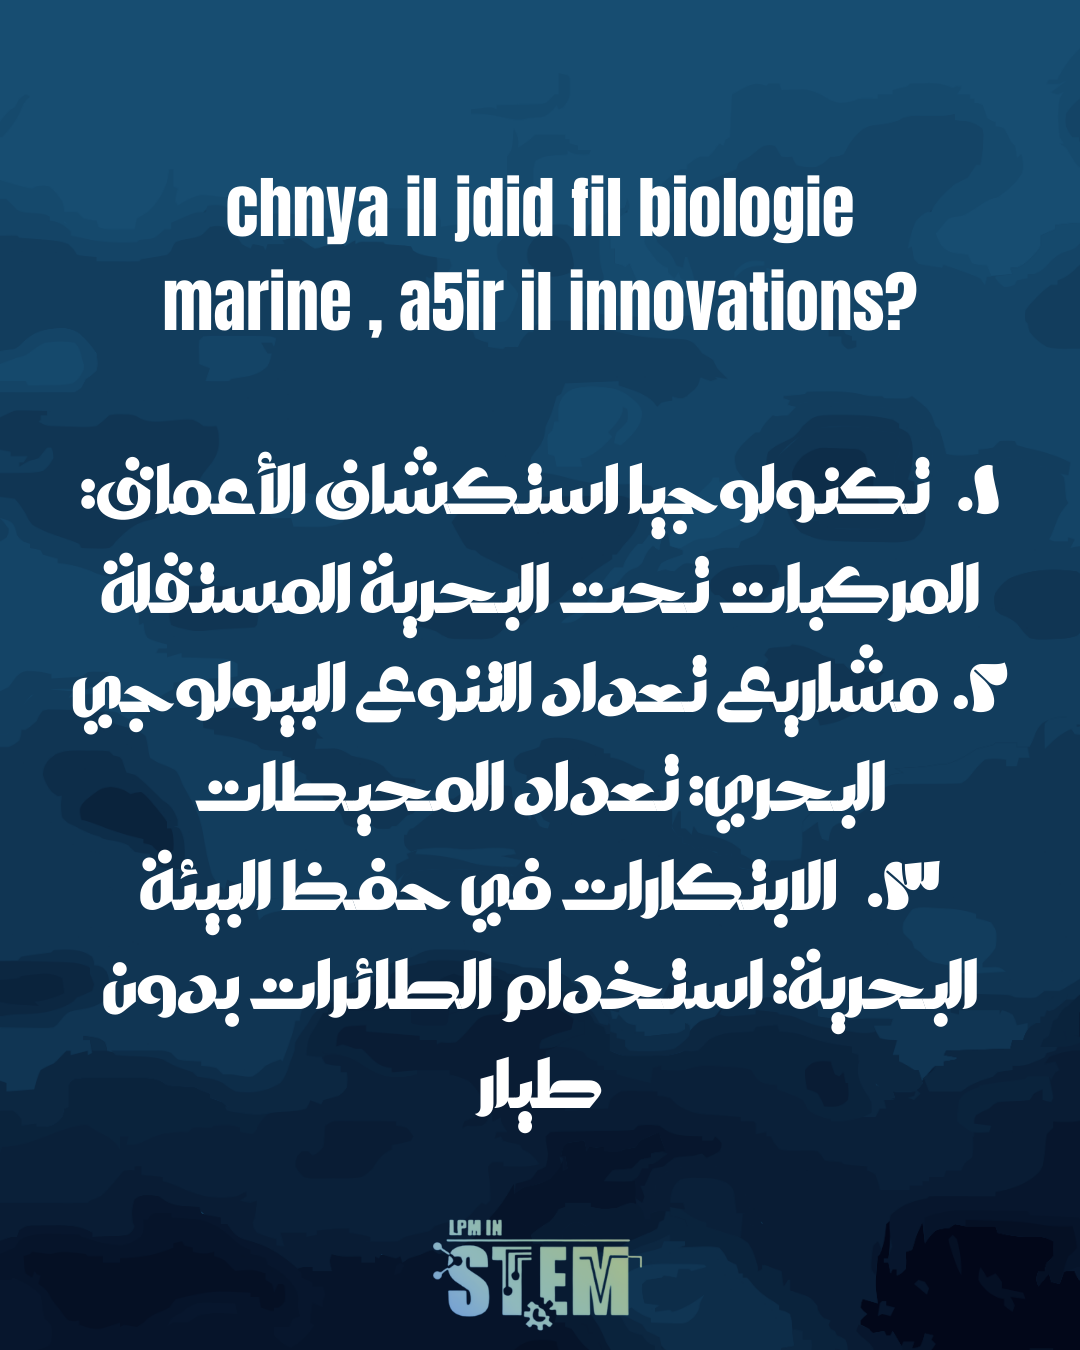 chnya il jdid fil biologie
marine , a5ir il innovations?
١. تكنولوجيا استكشاف الأعماق:
المركبات تحت البحرية المستقلة
٢. مشاريع تعداد التنوع البيولوجي
البحري: تعداد المحيطات
٣. الابتكارات في حفظ البيئة
البحرية: استخدام الطائرات بدون
طيار
LPM IN
STEM